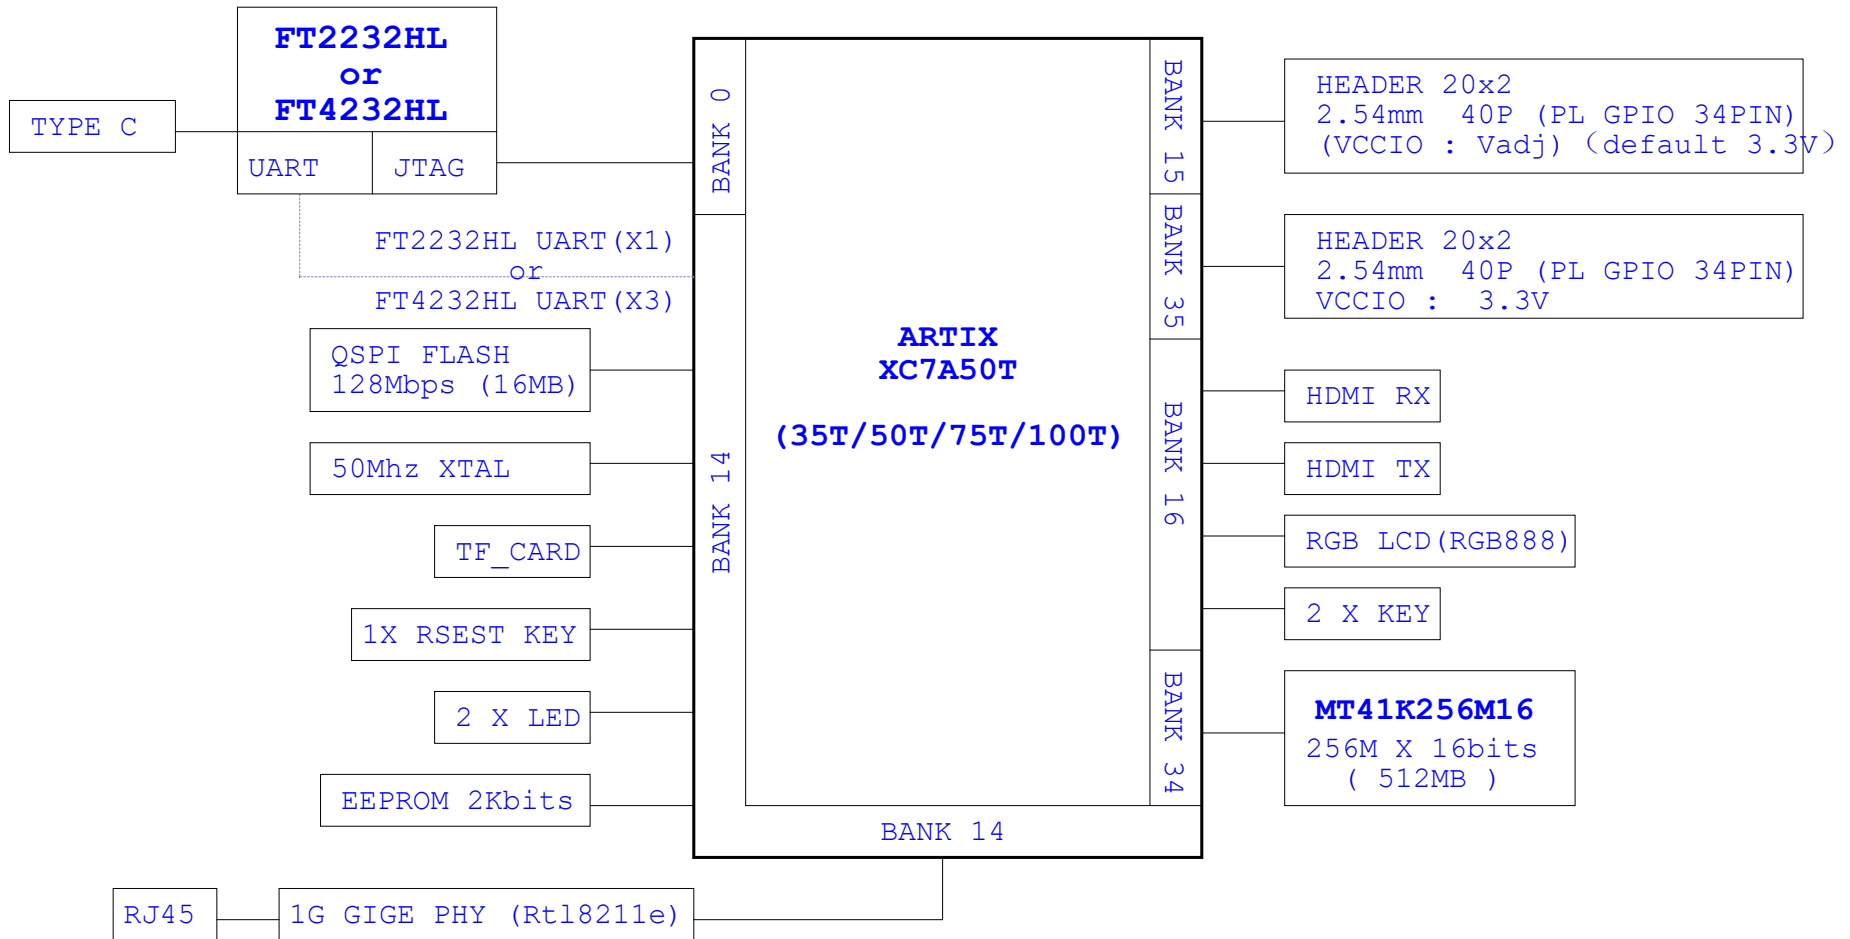 FT2232HL
or
FT4232HL
TYPE C
UART
JTAG
FT2232HL UART(X1)
or
FT4232HL UART(X3)
QSPI FLASH
128Mbps (16MB)
50Mhz XTAL
TF_CARD
1X RSEST KEY
2 X LED
EEPROM 2Kbits
RJ45
1G GIGE PHY (Rtl8211e)
BANK 0
BANK 14
ARTIX
XC7A50T
(35T/50T/75T/100T)
BANK 14
BANK 15
BANK 35
BANK 16
BANK 34
HEADER 20x2
2.54mm 40P (PL GPIO 34PIN)
(VCCIO : Vadj)（default 3.3V）
HEADER 20x2
2.54mm 40P (PL GPIO 34PIN)
VCCIO : 3.3V
HDMI RX
HDMI TX
RGB LCD(RGB888)
2 X KEY
MT41K256M16
256M X 16bits
( 512MB )